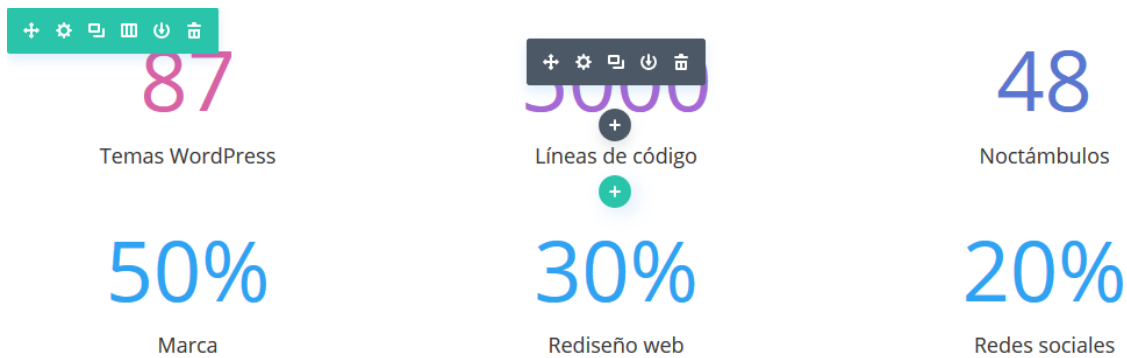 87
48
Temas WordPress
Líneas de código
Noctámbulos
50%
30%
20%
Marca
Rediseño web
Redes sociales